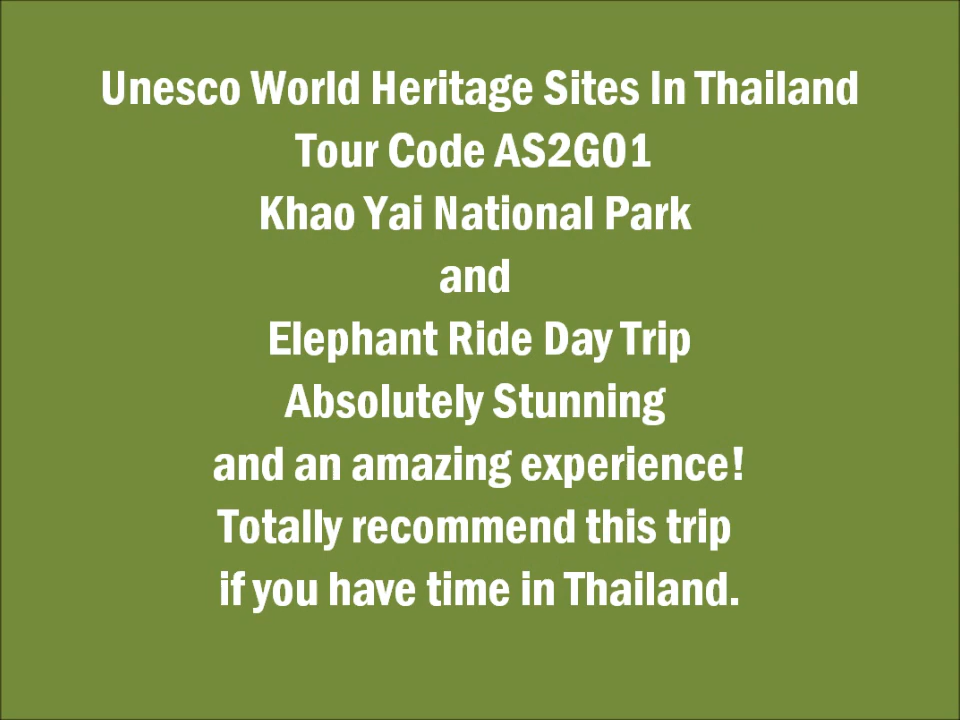 Unesco World Heritage Sites In Thailand
Tour Code AS2G01
Khao Yai National Park
and
Elephant Ride Day Trip
Absolutely Stunning
and an amazing experience!
Totally recommend this trip
if you have time in Thailand.